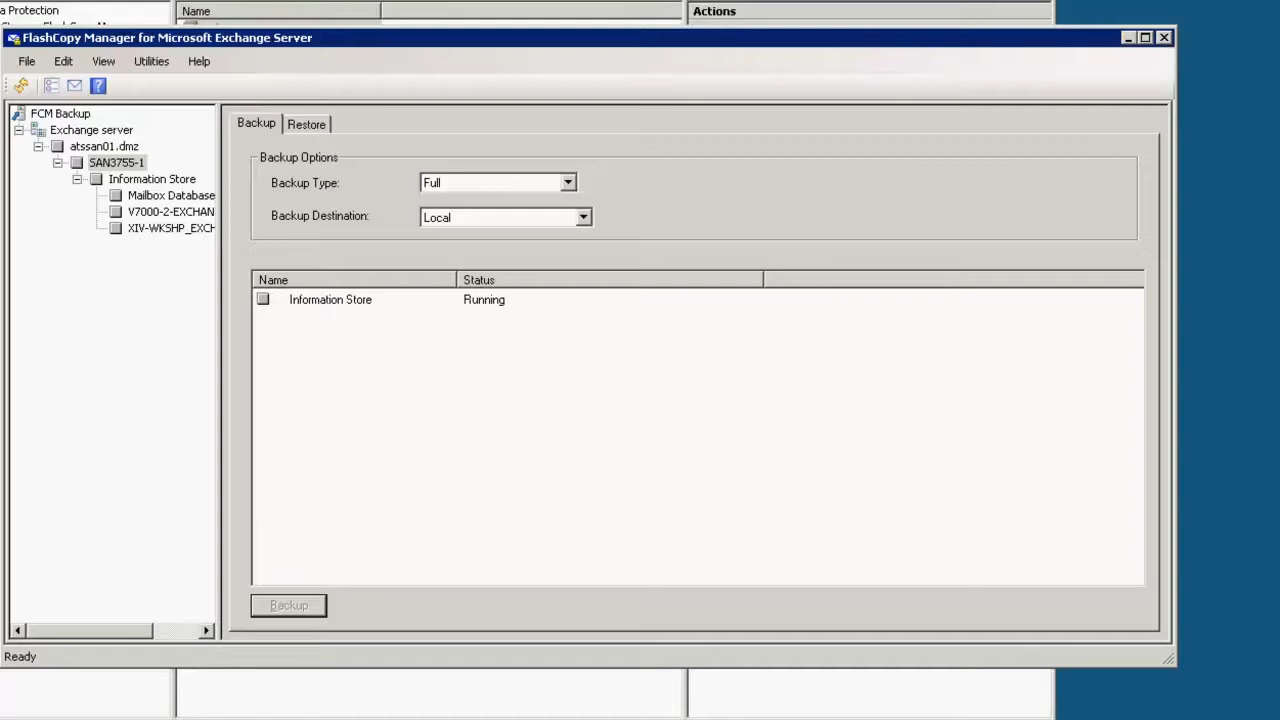 a Protection
Name
Actions
FlashCopy Manager for Microsoft Exchange Server
File Edit View Utilities Help
FCM Backup
Exchange server
atssan01.dmz
SAN3755-1
Information Store
Mailbox Database
V7000-2-EXCHAN
XIV-WKSHP_EXCH
Backup Restore
Backup Options
Backup Type: Full
Backup Destination: Local
Name Status
Information Store Running
Backup
Ready